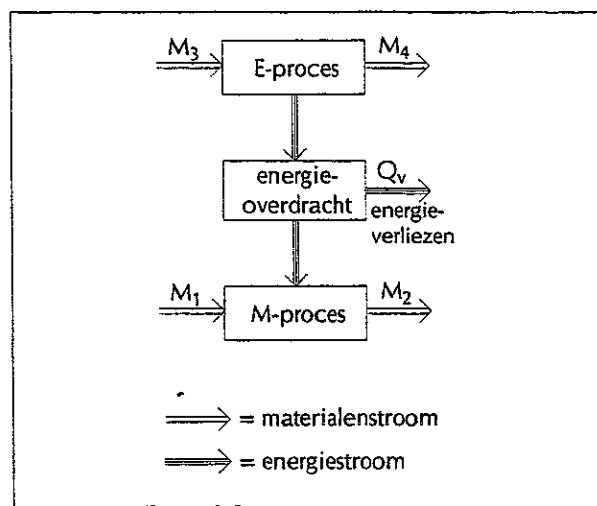 M₃
E-proces
M₄
energie-
overdracht
Qᵥ
energie-
verliezen
M₁
M-proces
M₂
= materialenstroom
= energiestroom